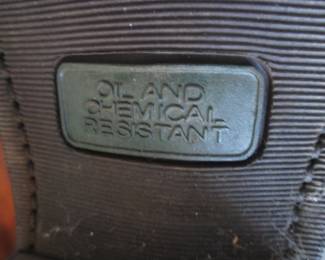 OIL AND
CHEMICAL
RESISTANT